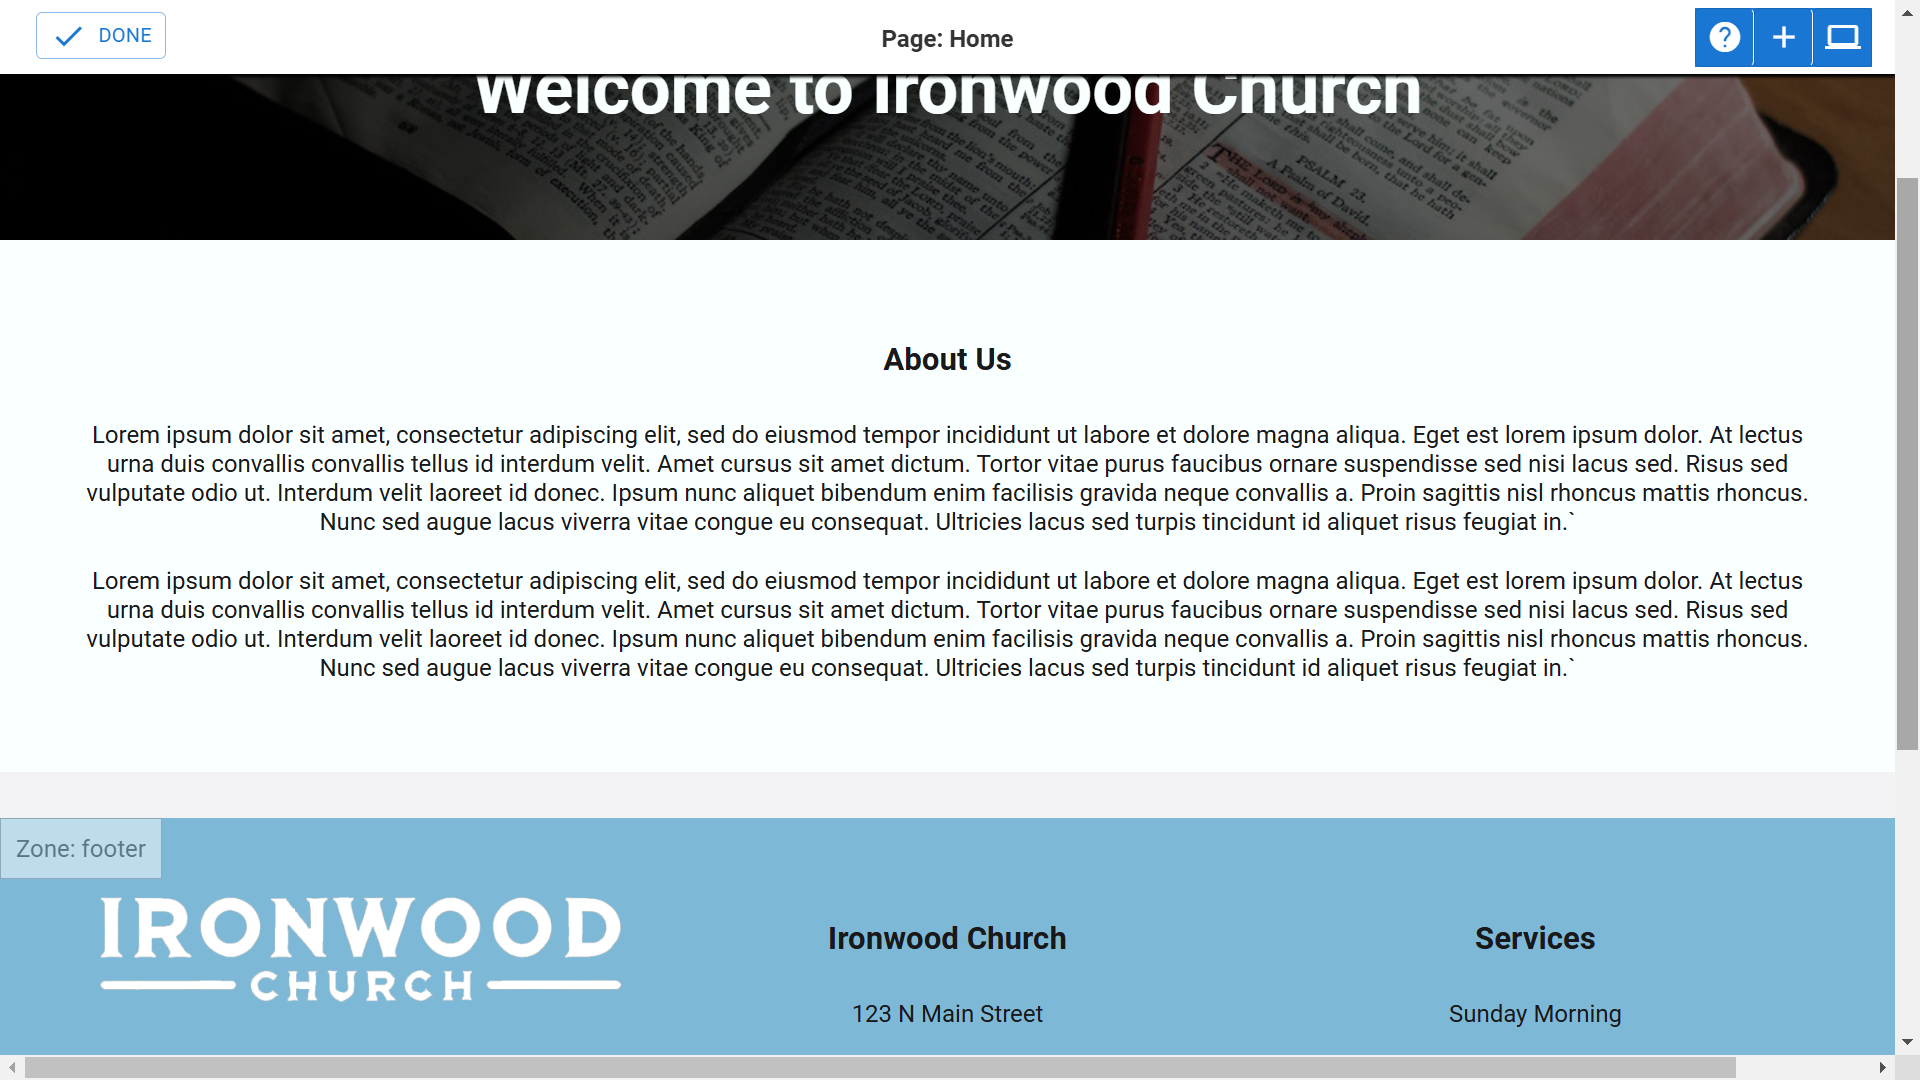 DONE
Page: Home
Welcome to Ironwood Church
PSALM 23.
A Psalm of David.
THE LORD is my shepherd
About Us
Lorem ipsum dolor sit amet, consectetur adipiscing elit, sed do eiusmod tempor incididunt ut labore et dolore magna aliqua. Eget est lorem ipsum dolor. At lectus
urna duis convallis convallis tellus id interdum velit. Amet cursus sit amet dictum. Tortor vitae purus faucibus ornare suspendisse sed nisi lacus sed. Risus sed
vulputate odio ut. Interdum velit laoreet id donec. Ipsum nunc aliquet bibendum enim facilisis gravida neque convallis a. Proin sagittis nisl rhoncus mattis rhoncus.
Nunc sed augue lacus viverra vitae congue eu consequat. Ultricies lacus sed turpis tincidunt id aliquet risus feugiat in.`
Lorem ipsum dolor sit amet, consectetur adipiscing elit, sed do eiusmod tempor incididunt ut labore et dolore magna aliqua. Eget est lorem ipsum dolor. At lectus
urna duis convallis convallis tellus id interdum velit. Amet cursus sit amet dictum. Tortor vitae purus faucibus ornare suspendisse sed nisi lacus sed. Risus sed
vulputate odio ut. Interdum velit laoreet id donec. Ipsum nunc aliquet bibendum enim facilisis gravida neque convallis a. Proin sagittis nisl rhoncus mattis rhoncus.
Nunc sed augue lacus viverra vitae congue eu consequat. Ultricies lacus sed turpis tincidunt id aliquet risus feugiat in.`
Zone: footer
IRONWOOD
CHURCH
Ironwood Church
123 N Main Street
Services
Sunday Morning